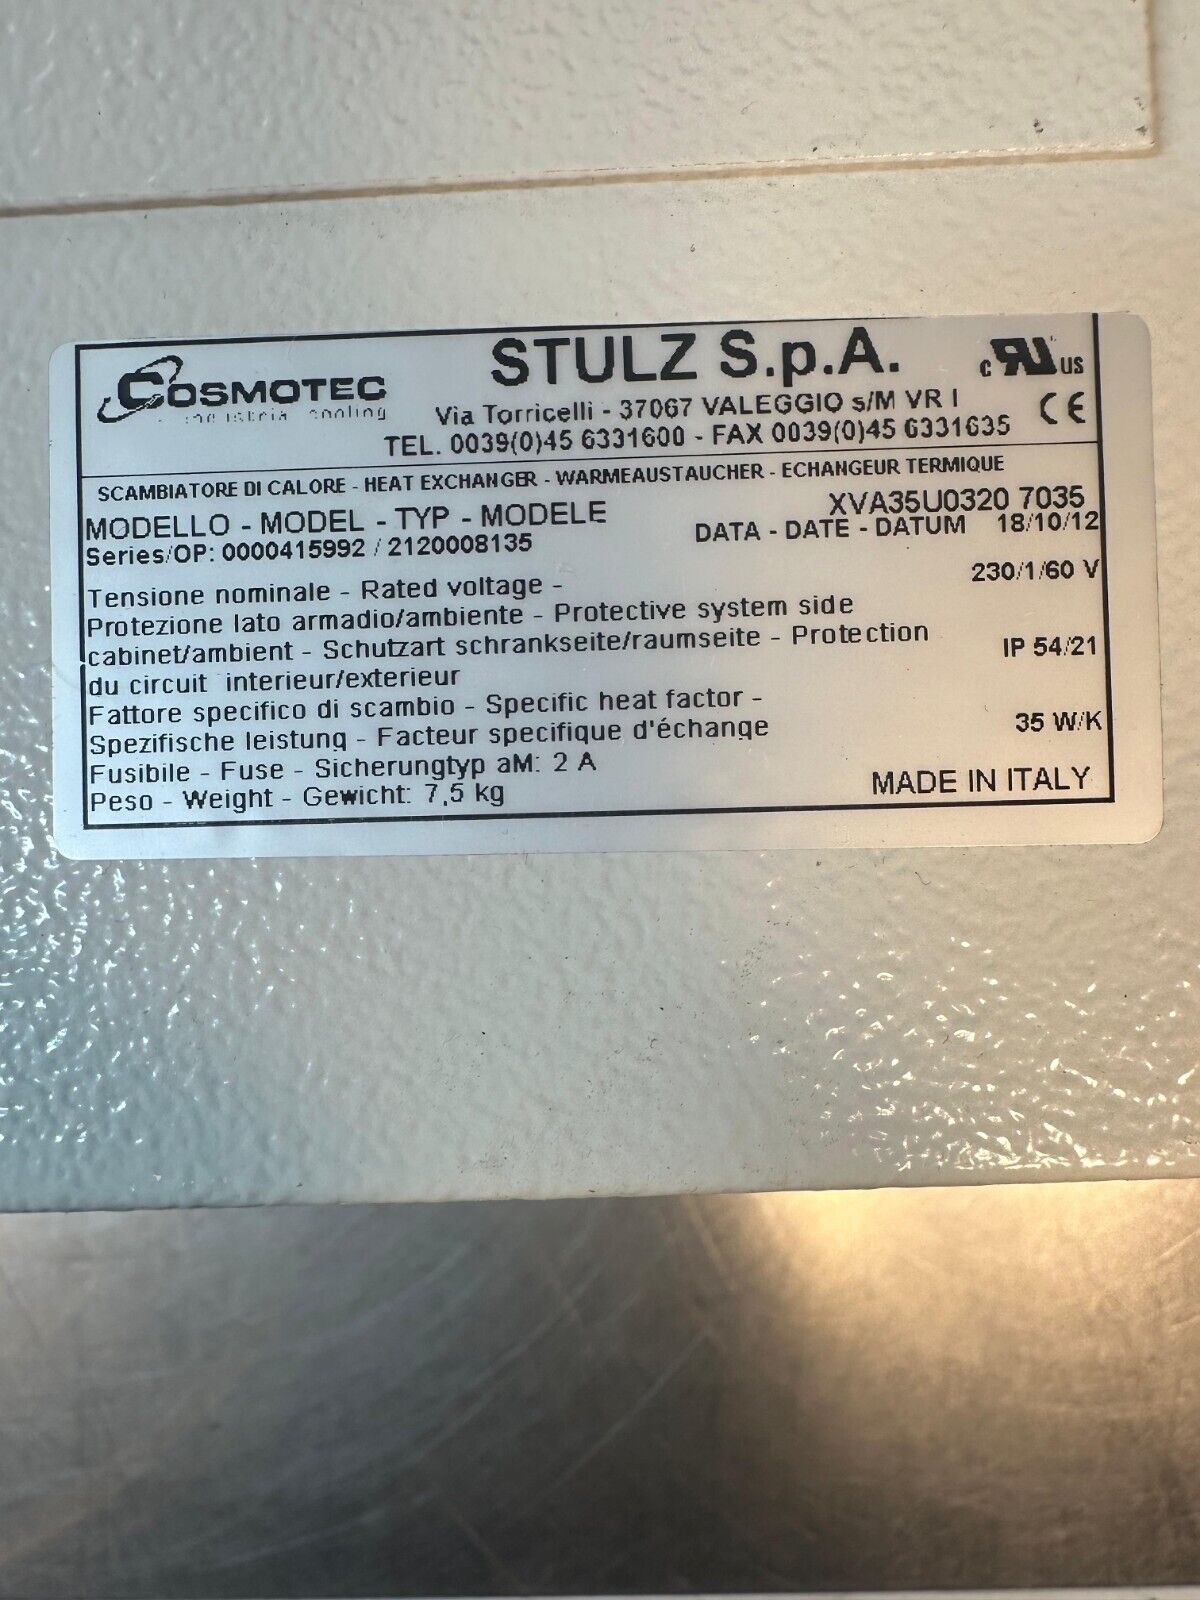 COSMOTEC
industrial cooling
STULZ S.p.A.
c RU us
Via Torricelli - 37067 VALEGGIO s/M VR I
CE
TEL. 0039(0)45 6331600 - FAX 0039(0)45 6331635
SCAMBIATORE DI CALORE - HEAT EXCHANGER - WARMEAUSTAUCHER - ECHANGEUR TERMIQUE
MODELLO - MODEL - TYP - MODELE XVA35U0320 7035
Series/OP: 0000415992 / 2120008135 DATA - DATE - DATUM 18/10/12
Tensione nominale - Rated voltage - 230/1/60 V
Protezione lato armadio/ambiente - Protective system side
cabinet/ambient - Schutzart schrankseite/raumseite - Protection IP 54/21
du circuit interieur/exterieur
Fattore specifico di scambio - Specific heat factor -
Spezifische leistung - Facteur specifique d'échange 35 W/K
Fusibile - Fuse - Sicherungtyp aM: 2 A
Peso - Weight - Gewicht: 7,5 kg MADE IN ITALY